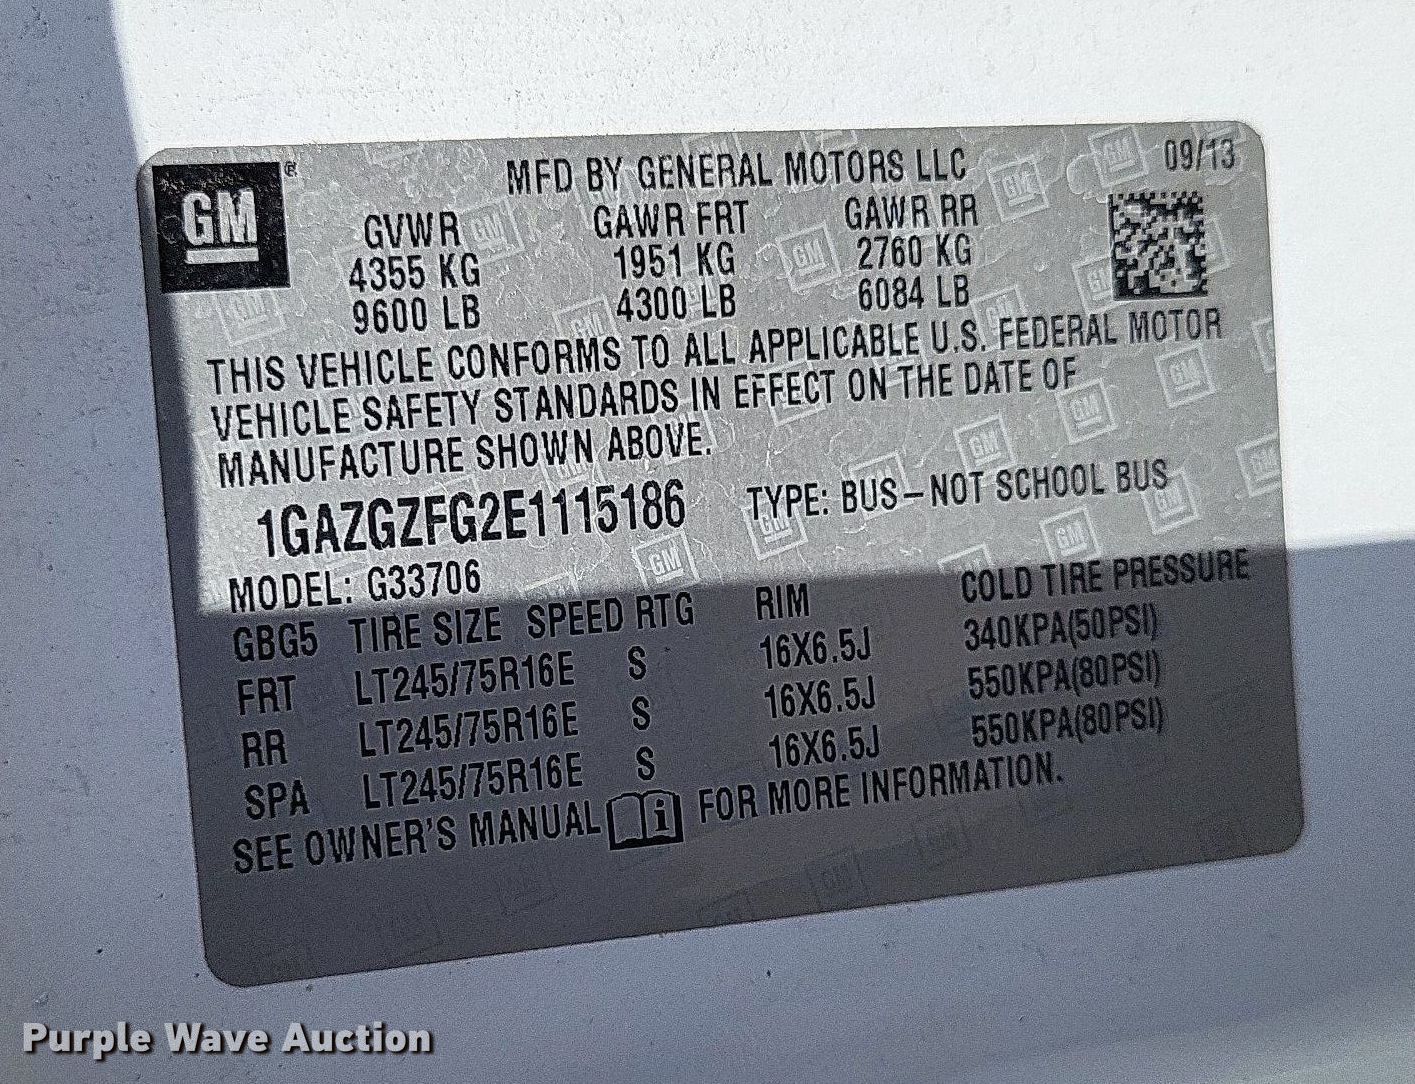 GM ® MFD BY GENERAL MOTORS LLC 09/13
GVWR GAWR FRT GAWR RR
4355 KG 1951 KG 2760 KG
9600 LB 4300 LB 6084 LB
THIS VEHICLE CONFORMS TO ALL APPLICABLE U.S. FEDERAL MOTOR
VEHICLE SAFETY STANDARDS IN EFFECT ON THE DATE OF
MANUFACTURE SHOWN ABOVE.
1GAZGZFG2E1115186 TYPE: BUS-NOT SCHOOL BUS
MODEL: G33706
GBG5 TIRE SIZE SPEED RTG RIM COLD TIRE PRESSURE
FRT LT245/75R16E S 16X6.5J 340KPA(50PSI)
RR LT245/75R16E S 16X6.5J 550KPA(80PSI)
SPA LT245/75R16E S 16X6.5J 550KPA(80PSI)
SEE OWNER'S MANUAL i FOR MORE INFORMATION.
Purple Wave Auction